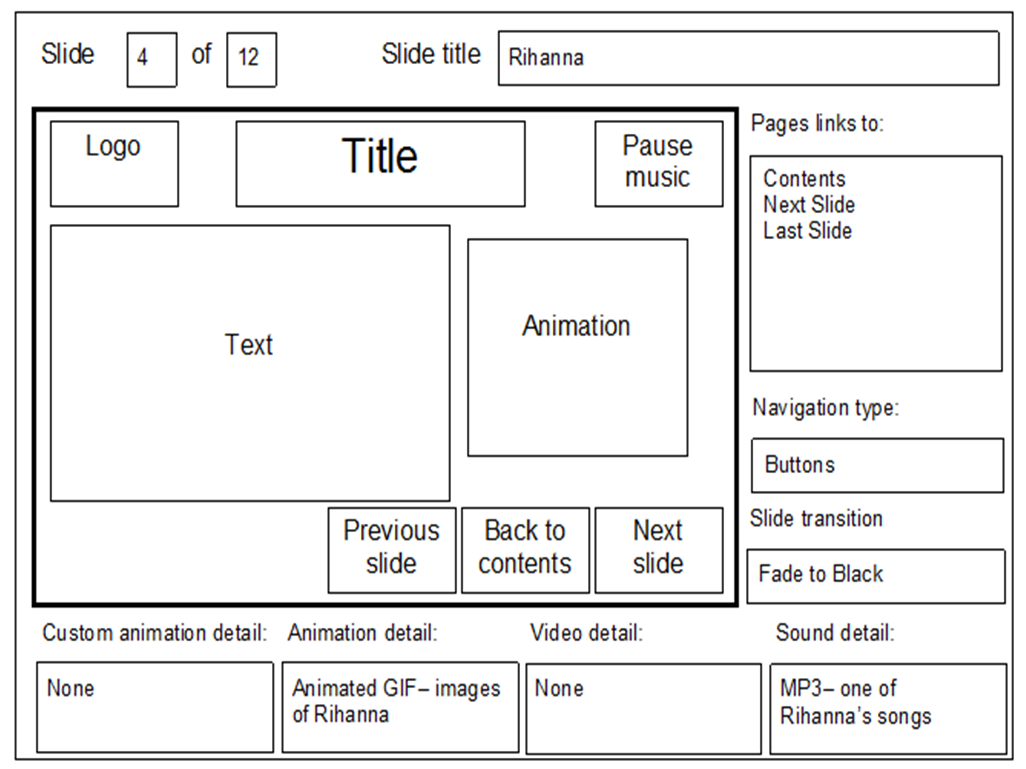 Slide 4 of 12 Slide title Rihanna
Logo
Title
Pause
music
Text
Animation
Previous
slide
Back to
contents
Next
slide
Pages links to:
Contents
Next Slide
Last Slide
Navigation type:
Buttons
Slide transition
Fade to Black
Custom animation detail:
None
Animation detail:
Animated GIF– images
of Rihanna
Video detail:
None
Sound detail:
MP3– one of
Rihanna's songs